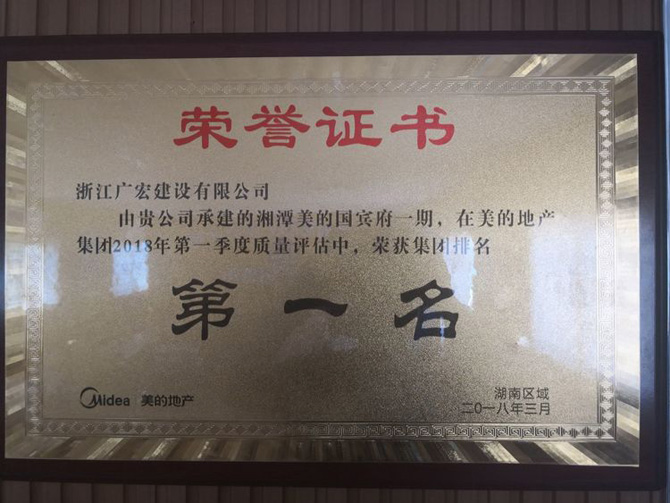 荣誉证书
浙江广宏建设有限公司
由贵公司承建的湘潭美的国宾府一期，在美的地产
集团2018年第一季度质量评估中，荣获集团排名
第一名
Midea 美的地产
湖南区域
二〇一八年三月